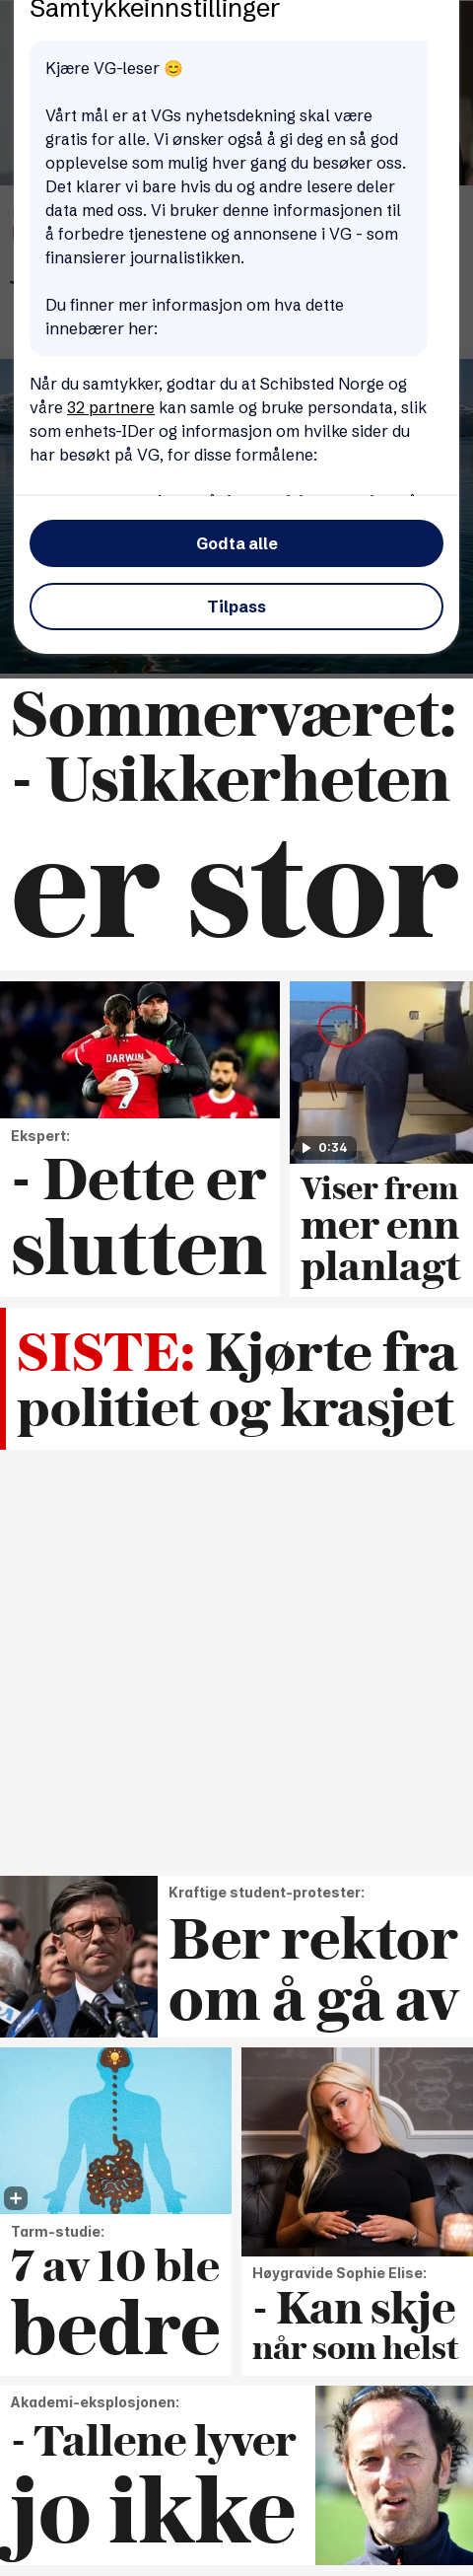 Samtykkeinnstillinger
Kjære VG-leser 😊
Vårt mål er at VGs nyhetsdekning skal være
gratis for alle. Vi ønsker også å gi deg en så god
opplevelse som mulig hver gang du besøker oss.
Det klarer vi bare hvis du og andre lesere deler
data med oss. Vi bruker denne informasjonen til
å forbedre tjenestene og annonsene i VG - som
finansierer journalistikken.
Du finner mer informasjon om hva dette
innebærer her:
Når du samtykker, godtar du at Schibsted Norge og
våre 32 partnere kan samle og bruke persondata, slik
som enhets-IDer og informasjon om hvilke sider du
har besøkt på VG, for disse formålene:
Godta alle
Tilpass
Sommerværet:
- Usikkerheten
er stor
DARWIN
9
Ekspert:
- Dette er
slutten
0:34
Viser frem
mer enn
planlagt
SISTE: Kjørte fra
politiet og krasjet
Kraftige student-protester:
Ber rektor
om å gå av
Tarm-studie:
7 av 10 ble
bedre
Høygravide Sophie Elise:
- Kan skje
når som helst
Akademi-eksplosjonen:
- Tallene lyver
jo ikke